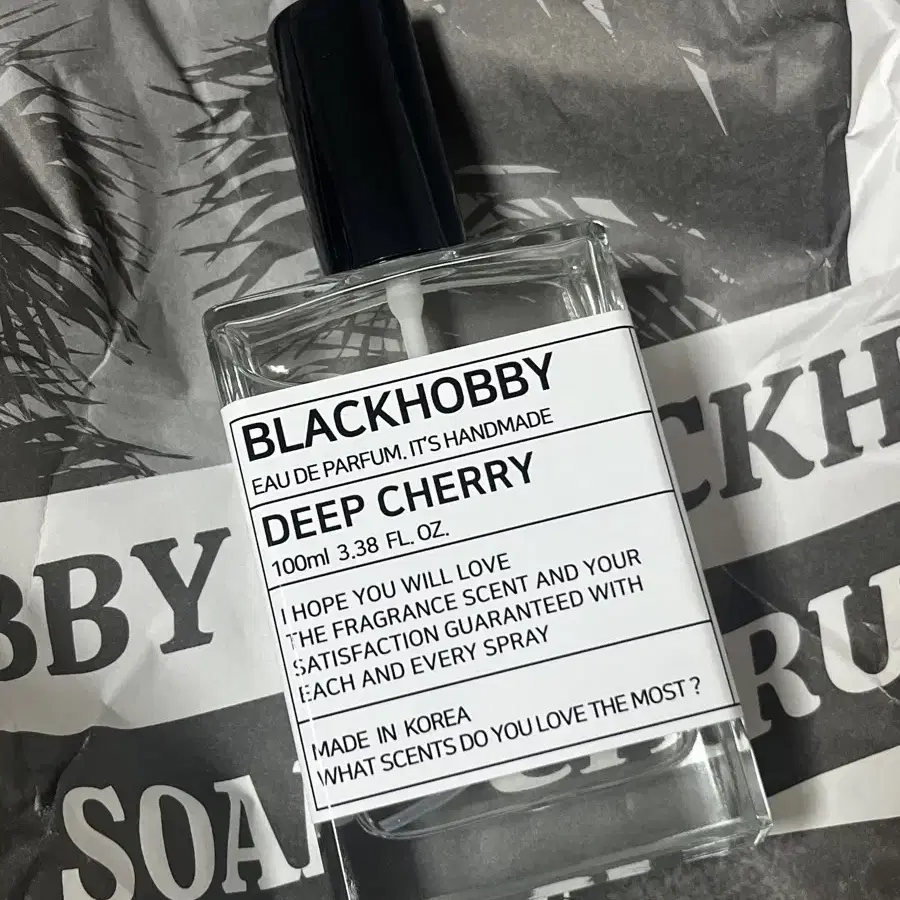 BLACKHOBBY
EAU DE PARFUM. IT'S HANDMADE
DEEP CHERRY
100ml 3.38 FL. OZ.
I HOPE YOU WILL LOVE
THE FRAGRANCE SCENT AND YOUR
SATISFACTION GUARANTEED WITH
EACH AND EVERY SPRAY
MADE IN KOREA
WHAT SCENTS DO YOU LOVE THE MOST ?
BBY
CKH
SOA
RU